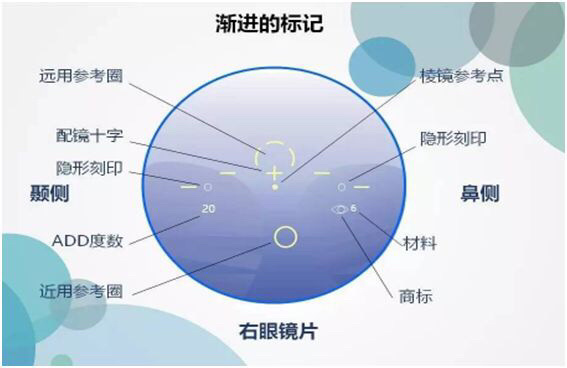 渐进的标记
远用参考圈
棱镜参考点
配镜十字
隐形刻印
隐形刻印
颞侧
鼻侧
20
6
ADD度数
材料
近用参考圈
商标
右眼镜片